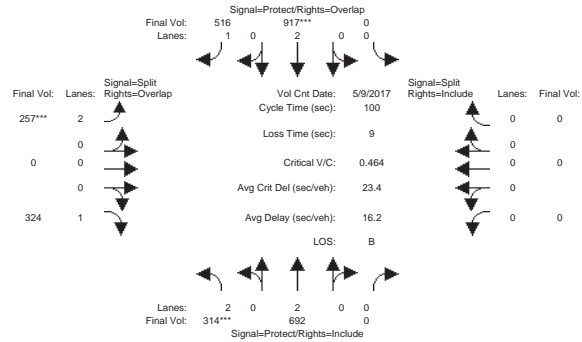 Signal=Protect/Rights=Overlap
Final Vol: 516 917*** 0
Lanes: 1 0 2 0 0
Signal=Split
Final Vol: Lanes: Rights=Overlap
Vol Cnt Date: 5/9/2017
Signal=Split
Rights=Include Lanes: Final Vol:
Cycle Time (sec): 100
257*** 2
0 0
Loss Time (sec): 9
0
0
0 0
Critical V/C: 0.464
0 0
0
Avg Crit Del (sec/veh): 23.4
0
324 1
Avg Delay (sec/veh): 16.2
0 0
LOS: B
Lanes: 2 0 2 0 0
Final Vol: 314*** 692 0
Signal=Protect/Rights=Include